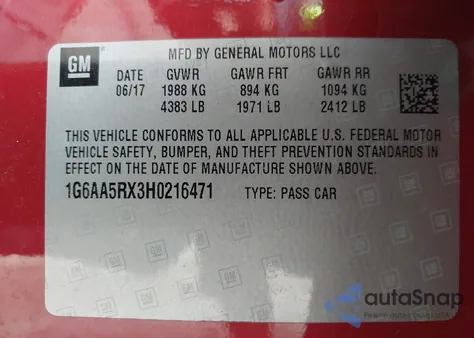 GM
MFD BY GENERAL MOTORS LLC
DATE GVWR GAWR FRT GAWR RR
06/17 1988 KG 894 KG 1094 KG
4383 LB 1971 LB 2412 LB
THIS VEHICLE CONFORMS TO ALL APPLICABLE U.S. FEDERAL MOTOR
VEHICLE SAFETY, BUMPER, AND THEFT PREVENTION STANDARDS IN
EFFECT ON THE DATE OF MANUFACTURE SHOWN ABOVE.
1G6AA5RX3H0216471 TYPE: PASS CAR
autoSnap